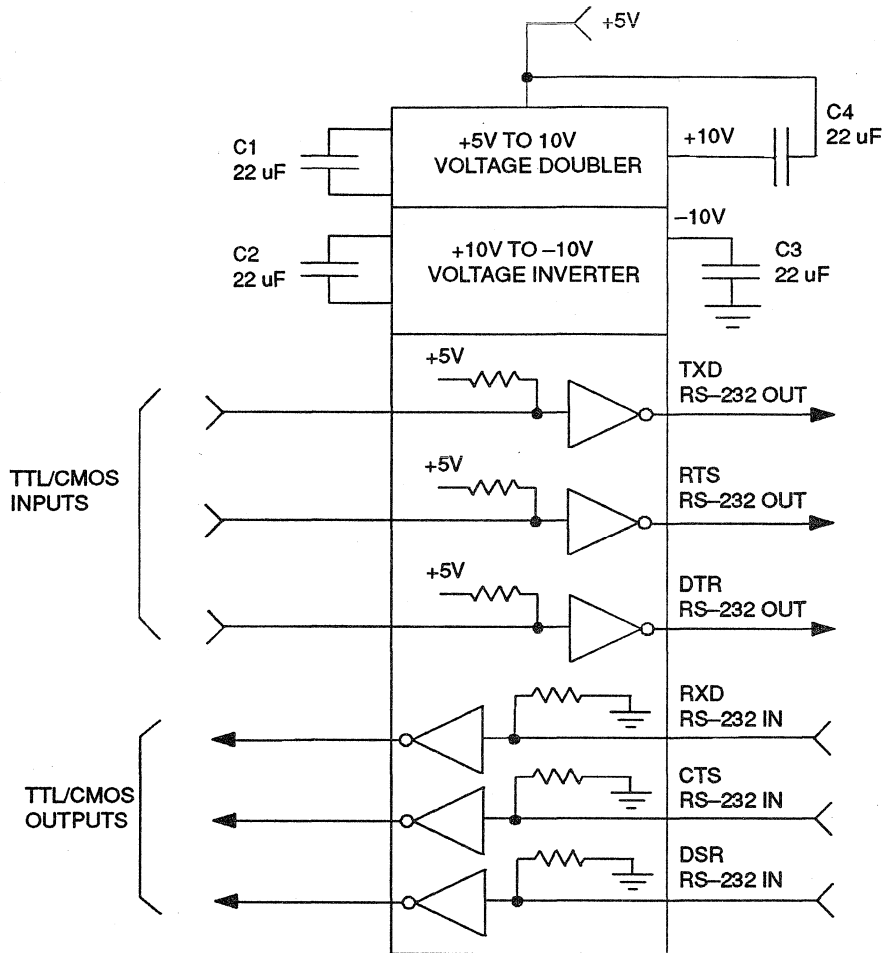 +5V
C1
22 uF
+5V TO 10V
VOLTAGE DOUBLER
+10V
C4
22 uF
C2
22 uF
+10V TO –10V
VOLTAGE INVERTER
–10V
C3
22 uF
+5V
TXD
RS–232 OUT
TTL/CMOS
INPUTS
+5V
RTS
RS–232 OUT
+5V
DTR
RS–232 OUT
RXD
RS–232 IN
TTL/CMOS
OUTPUTS
CTS
RS–232 IN
DSR
RS–232 IN